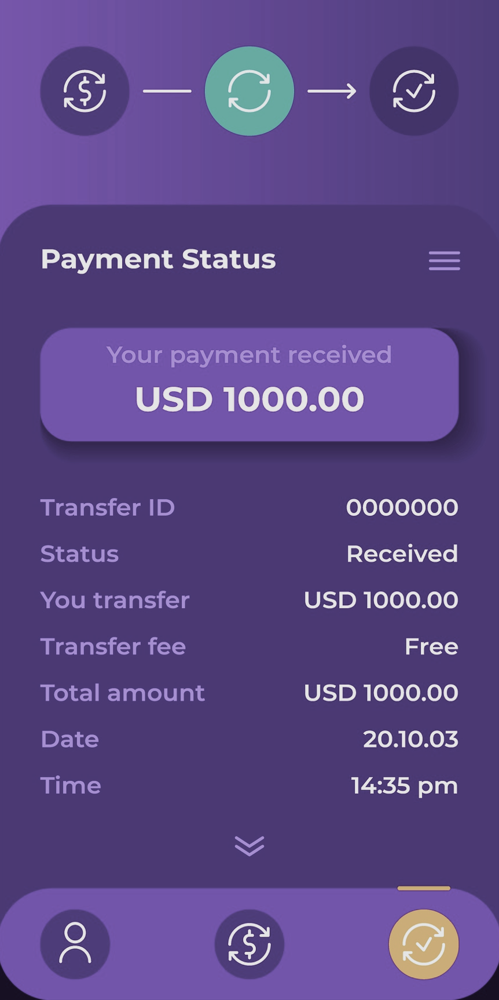 Payment Status
Your payment received
USD 1000.00
Transfer ID 0000000
Status Received
You transfer USD 1000.00
Transfer fee Free
Total amount USD 1000.00
Date 20.10.03
Time 14:35 pm